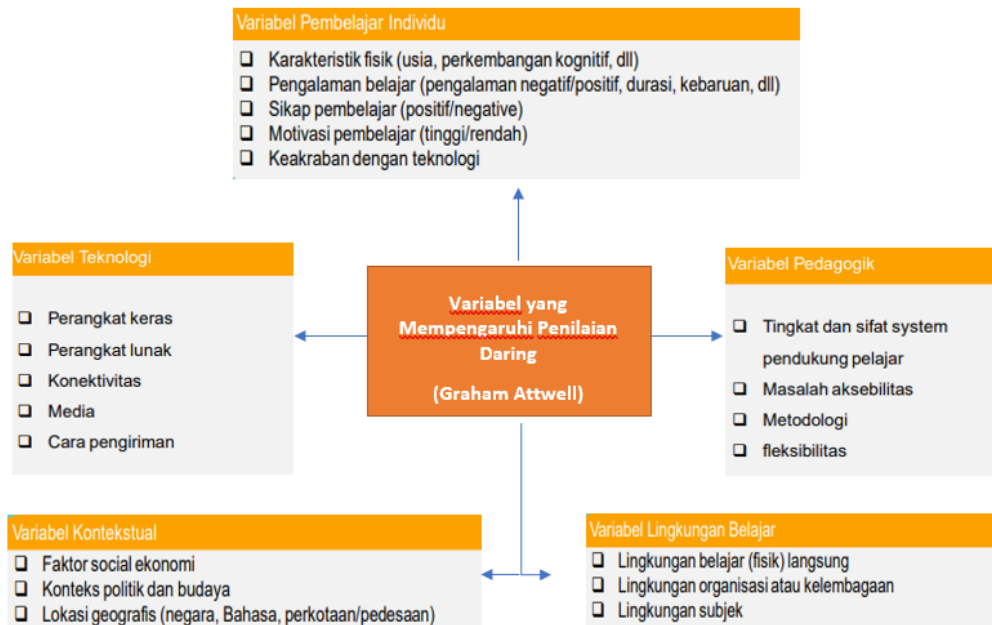 Variabel Pembelajar Individu
Karakteristik fisik (usia, perkembangan kognitif, dll)
Pengalaman belajar (pengalaman negatif/positif, durasi, kebaruan, dll)
Sikap pembelajar (positif/negative)
Motivasi pembelajar (tinggi/rendah)
Keakraban dengan teknologi
Variabel Teknologi
Perangkat keras
Perangkat lunak
Konektivitas
Media
Cara pengiriman
Variabel yang
Mempengaruhi Penilaian
Daring
(Graham Attwell)
Variabel Pedagogik
Tingkat dan sifat system
pendukung pelajar
Masalah aksebilitas
Metodologi
fleksibilitas
Variabel Kontekstual
Faktor social ekonomi
Konteks politik dan budaya
Lokasi geografis (negara, Bahasa, perkotaan/pedesaan)
Variabel Lingkungan Belajar
Lingkungan belajar (fisik) langsung
Lingkungan organisasi atau kelembagaan
Lingkungan subjek